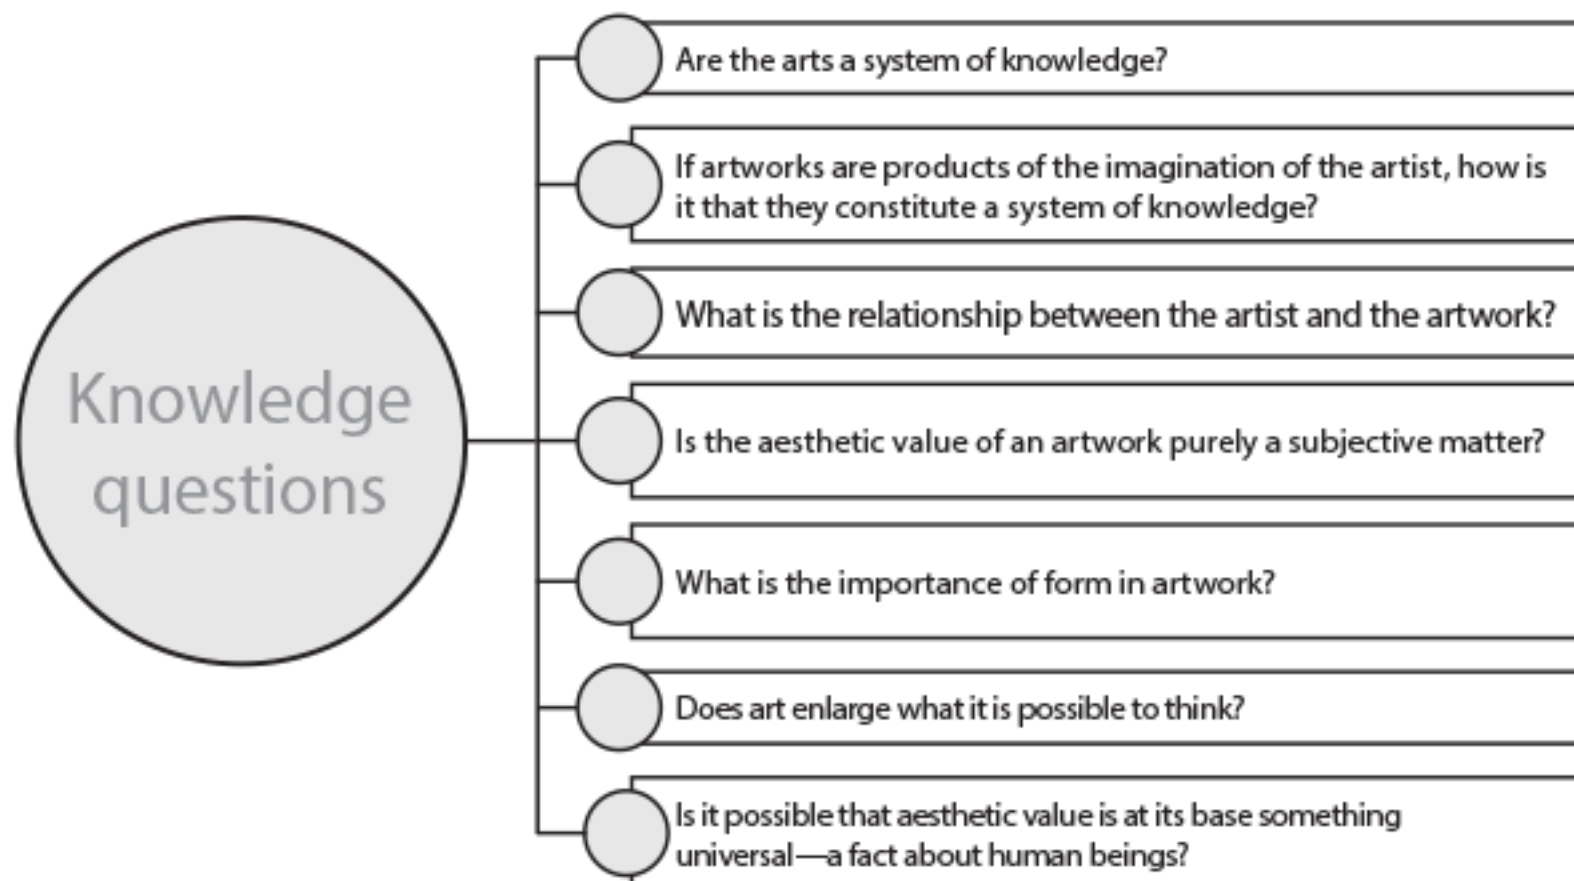 Knowledge
questions
Are the arts a system of knowledge?
If artworks are products of the imagination of the artist, how is
it that they constitute a system of knowledge?
What is the relationship between the artist and the artwork?
Is the aesthetic value of an artwork purely a subjective matter?
What is the importance of form in artwork?
Does art enlarge what it is possible to think?
Is it possible that aesthetic value is at its base something
universal—a fact about human beings?